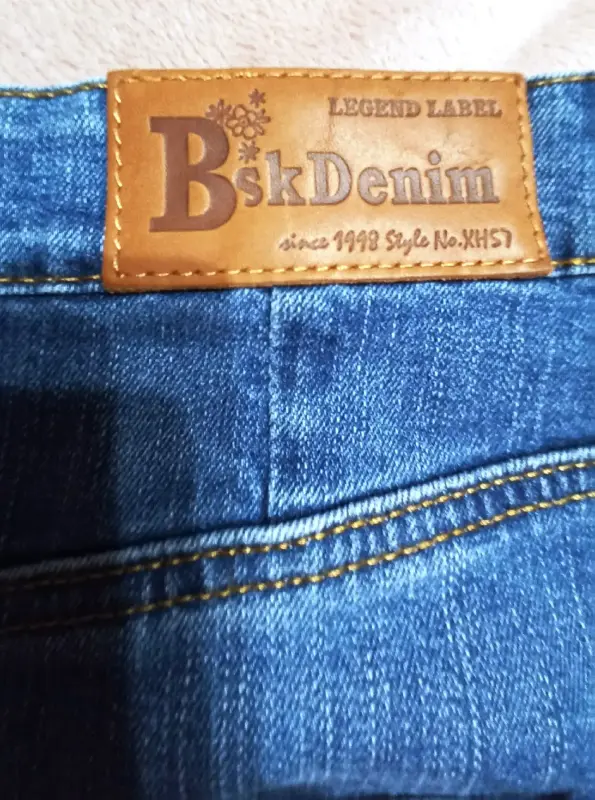 LEGEND LABEL
BskDenim
since 1998 Style No.XH57